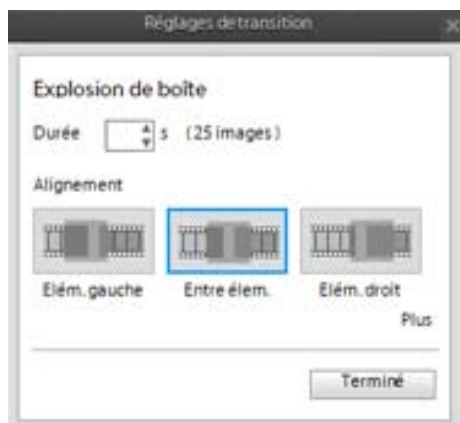 Réglages de transition
Explosion de boîte
Durée s (25 images)
Alignement
Elém. gauche Entre élem. Elém. droit
Plus
Terminé